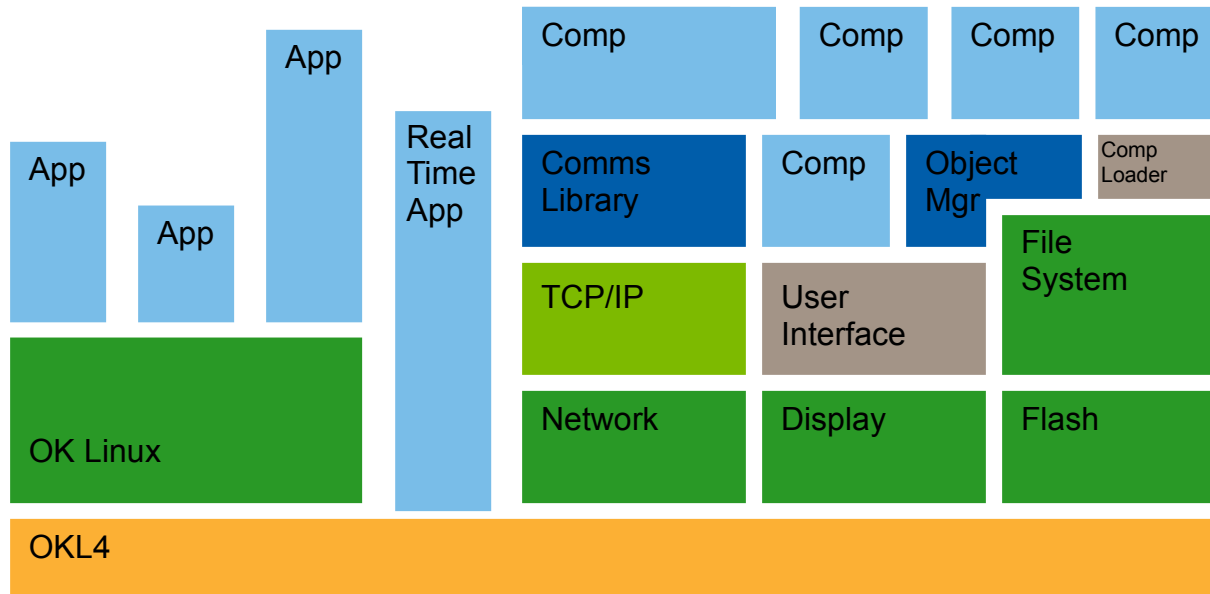 App
App
App
Real
Time
App
Comp
Comp
Comp
Comp
Comms
Library
Comp
Object
Mgr
Comp
Loader
TCP/IP
User
Interface
File
System
OK Linux
Network
Display
Flash
OKL4